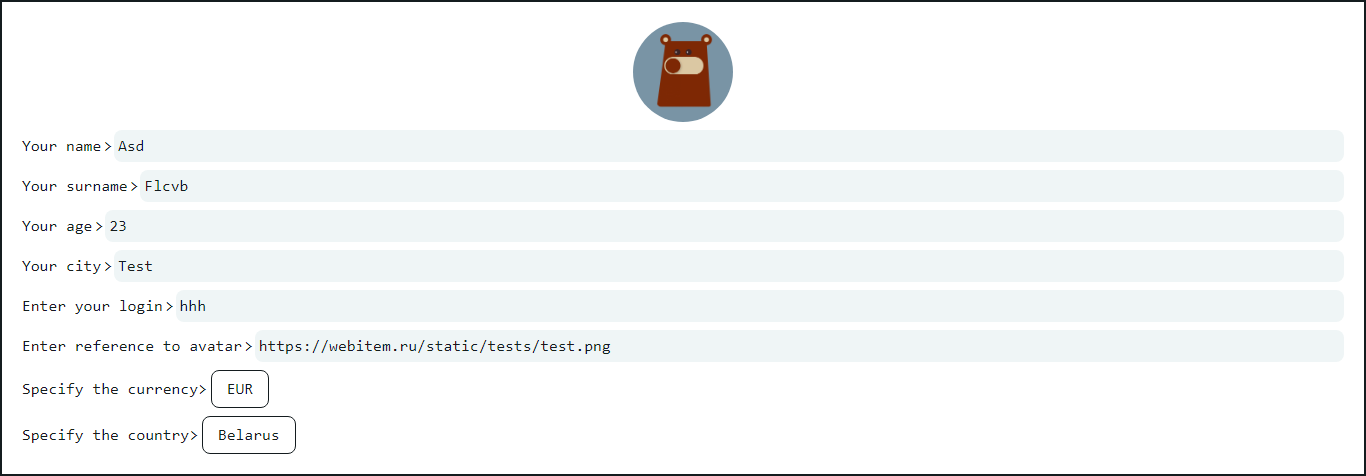 Your name> Asd
Your surname> Flcvb
Your age> 23
Your city> Test
Enter your login> hhh
Enter reference to avatar> https://webitem.ru/static/tests/test.png
Specify the currency> EUR
Specify the country> Belarus